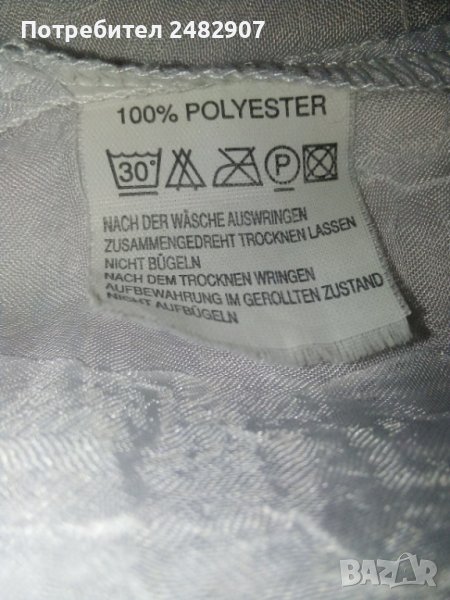 Потребител 2482907
100% POLYESTER
30° P
NACH DER WÄSCHE AUSWRINGEN
ZUSAMMENGEDREHT TROCKNEN LASSEN
NICHT BÜGELN
NACH DEM TROCKNEN WRINGEN
AUFBEWAHRUNG IM GEROLLTEN ZUSTAND
NICHT AUFBÜGELN
BAZAR